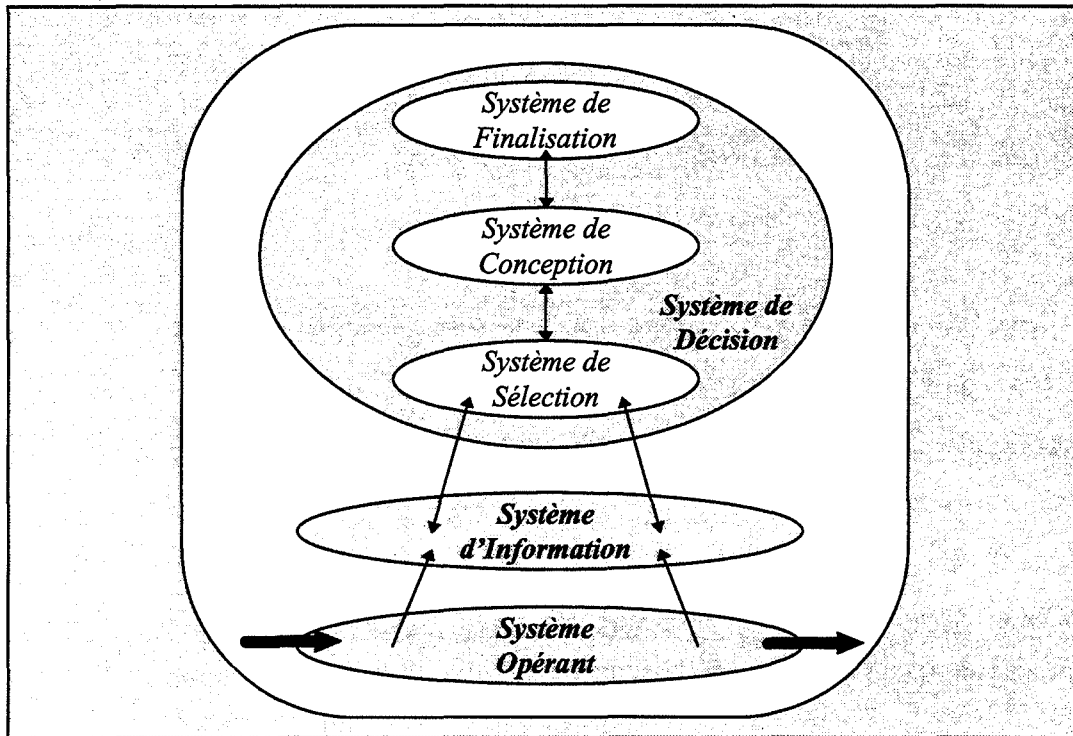 Système de
Finalisation
Système de
Conception
Système de
Décision
Système de
Sélection
Système
d'Information
Système
Opérant